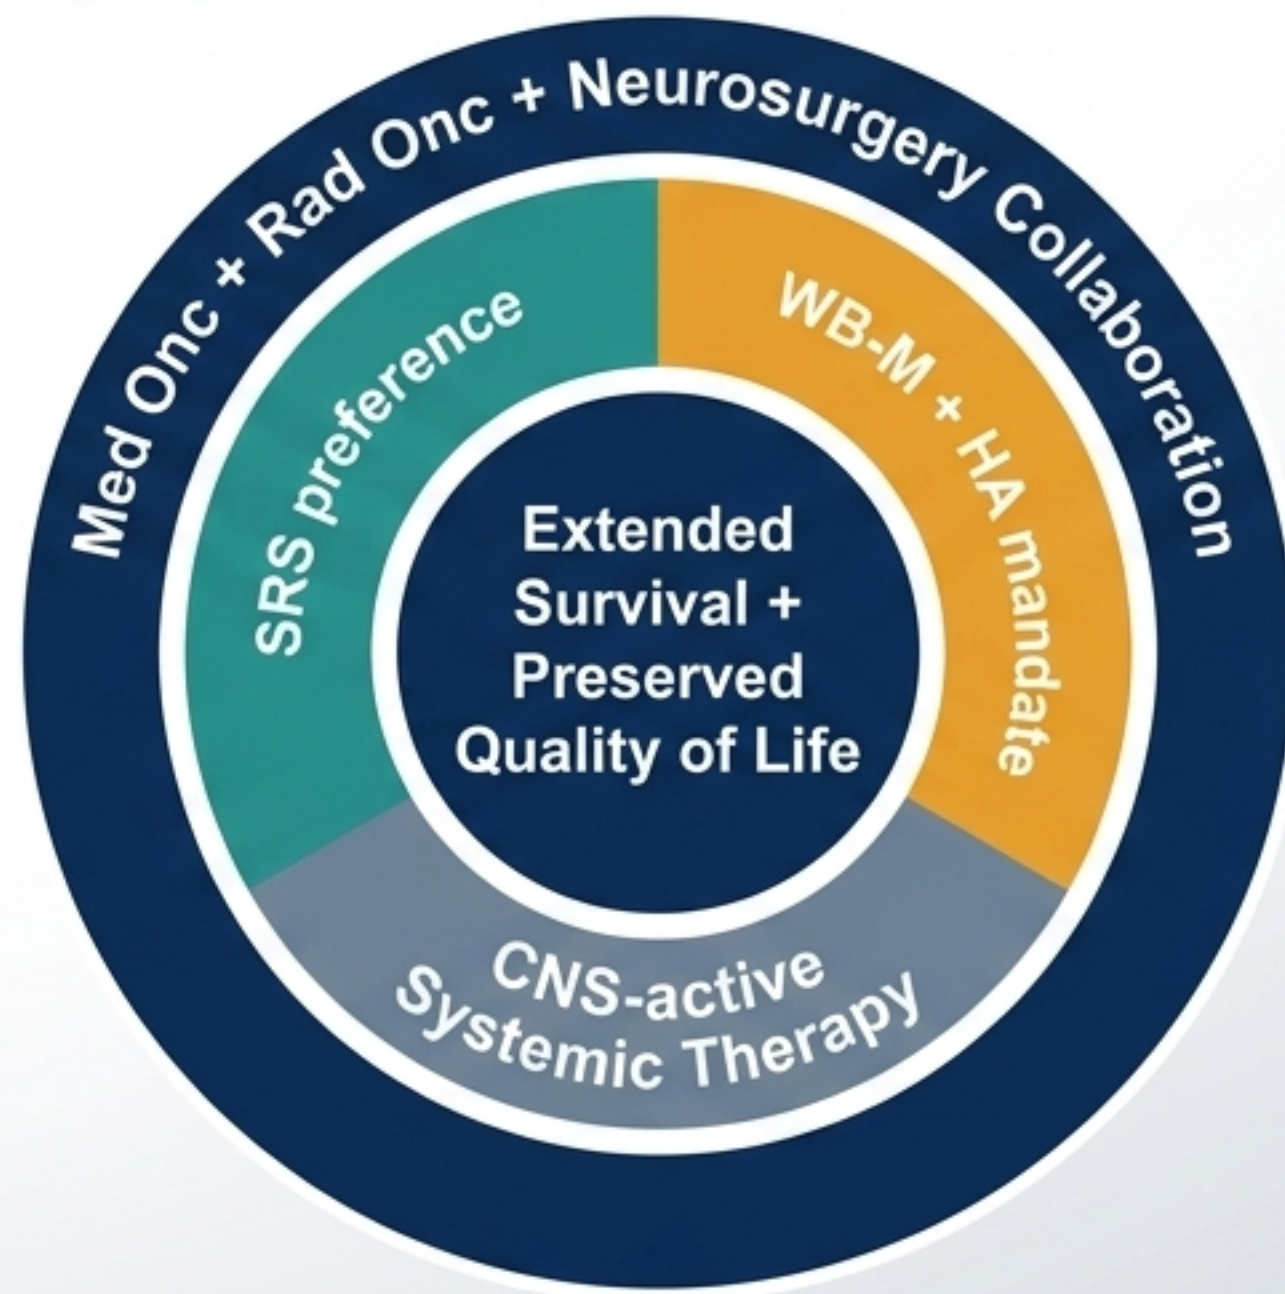 Med Onc + Rad Onc + Neurosurgery Collaboration
SRS preference
WB-M + HA mandate
Extended
Survival +
Preserved
Quality of Life
CNS-active
Systemic Therapy